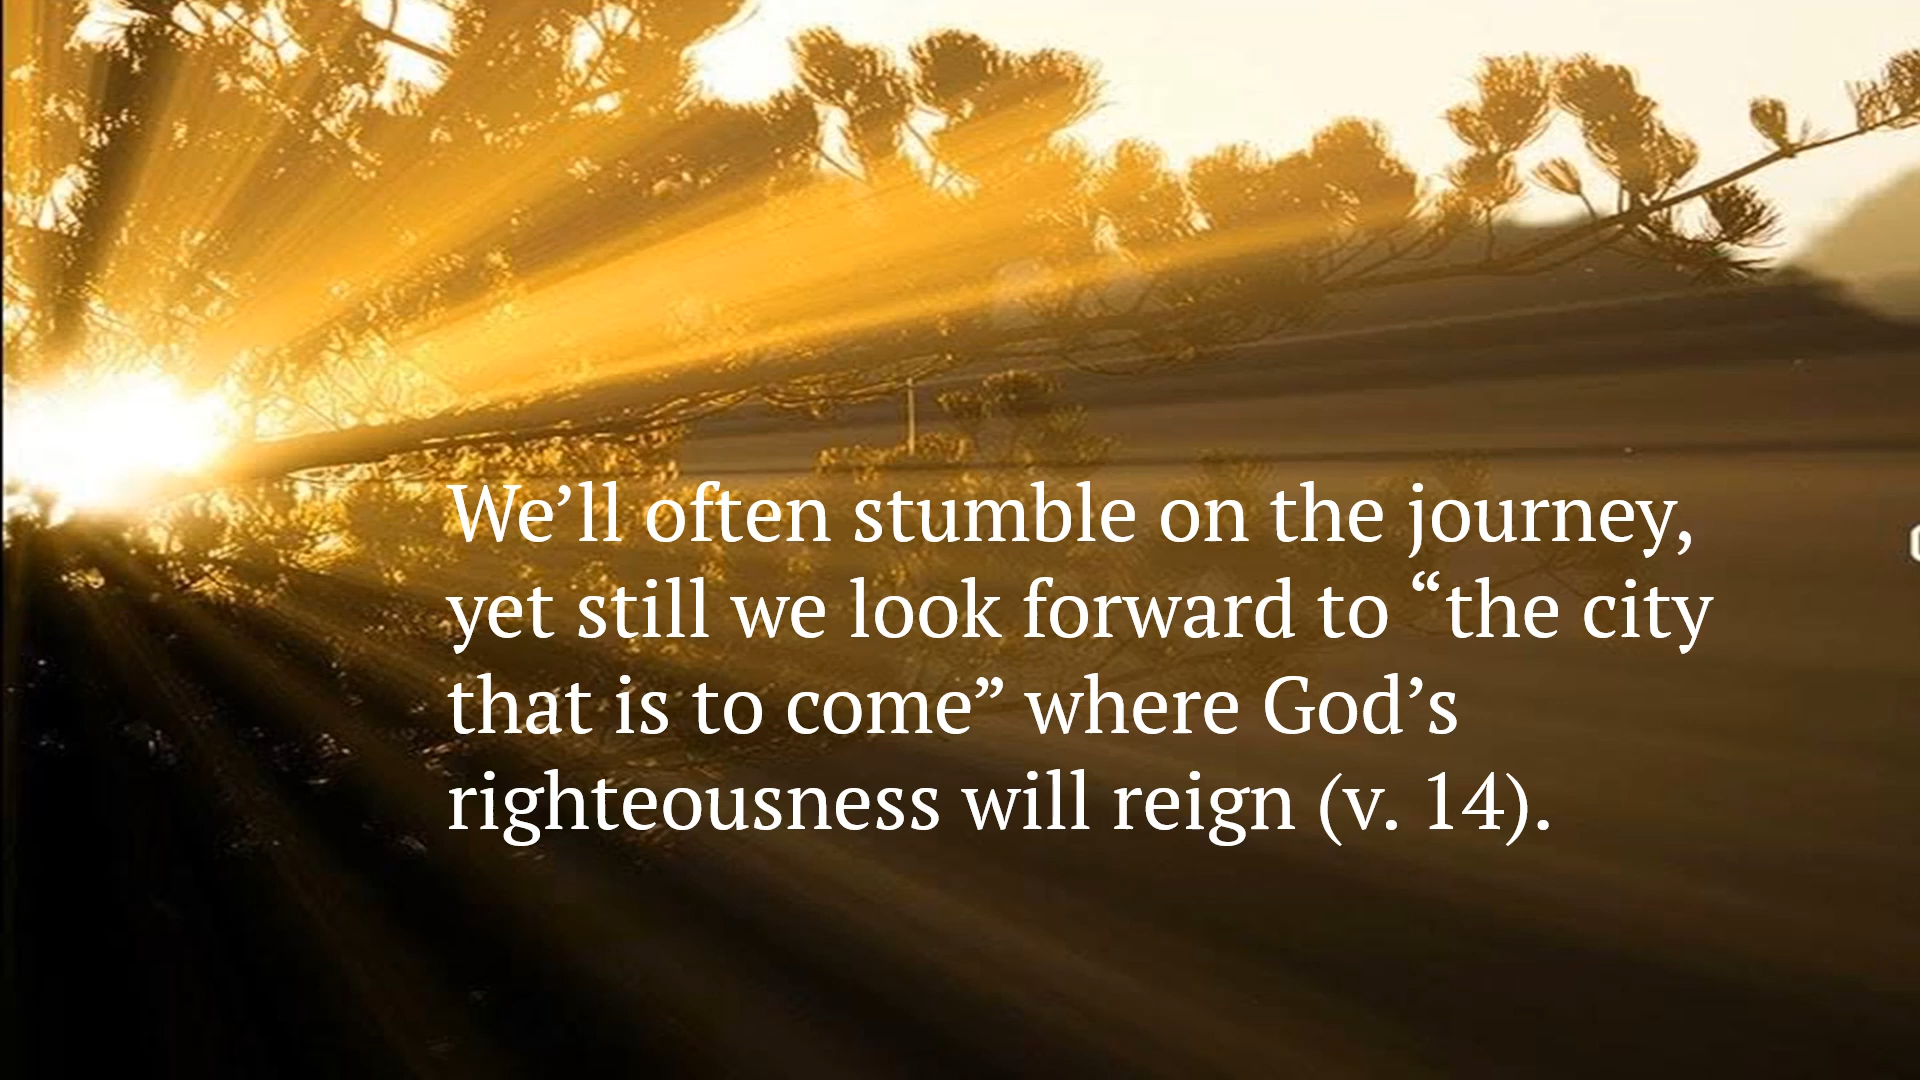 We’ll often stumble on the journey,
yet still we look forward to “the city
that is to come” where God’s
righteousness will reign (v. 14).